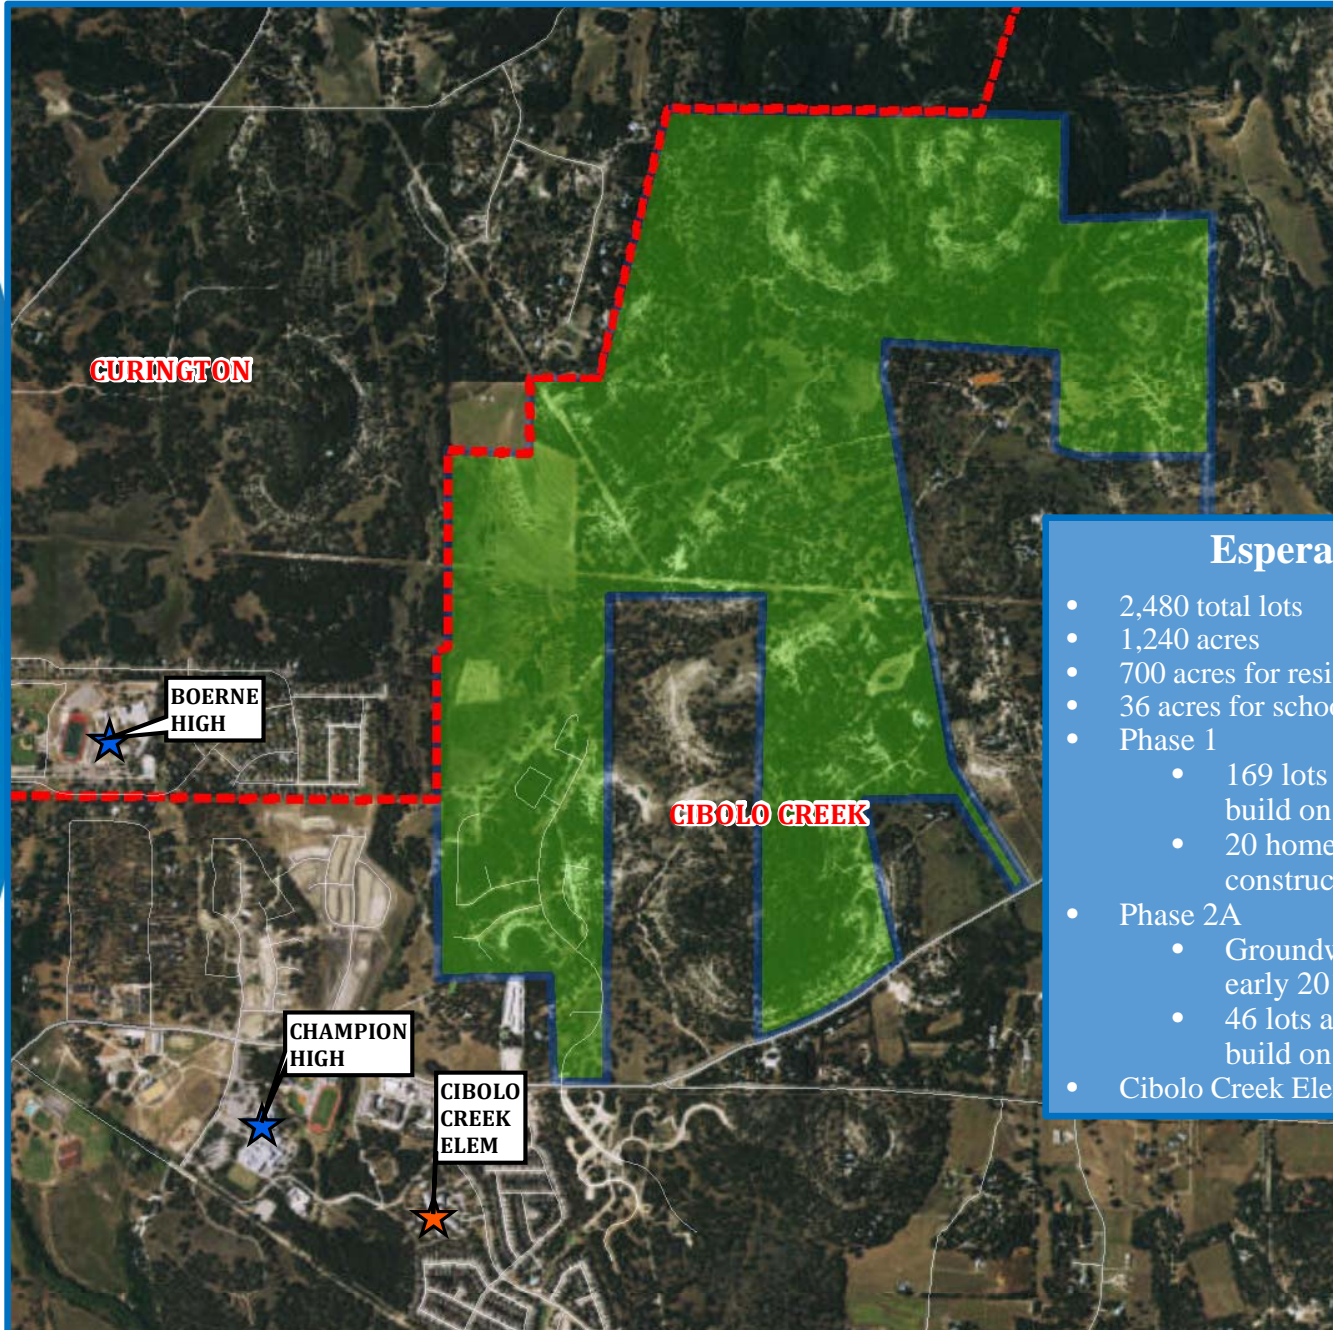 CURINGTON
BOERNE
HIGH
CIBOLO CREEK
CHAMPION
HIGH
CIBOLO
CREEK
ELEM
Espera
• 2,480 total lots
• 1,240 acres
• 700 acres for resi
• 36 acres for schoo
• Phase 1
• 169 lots
build on
• 20 home
construc
• Phase 2A
• Groundw
early 20
• 46 lots a
build on
• Cibolo Creek Ele